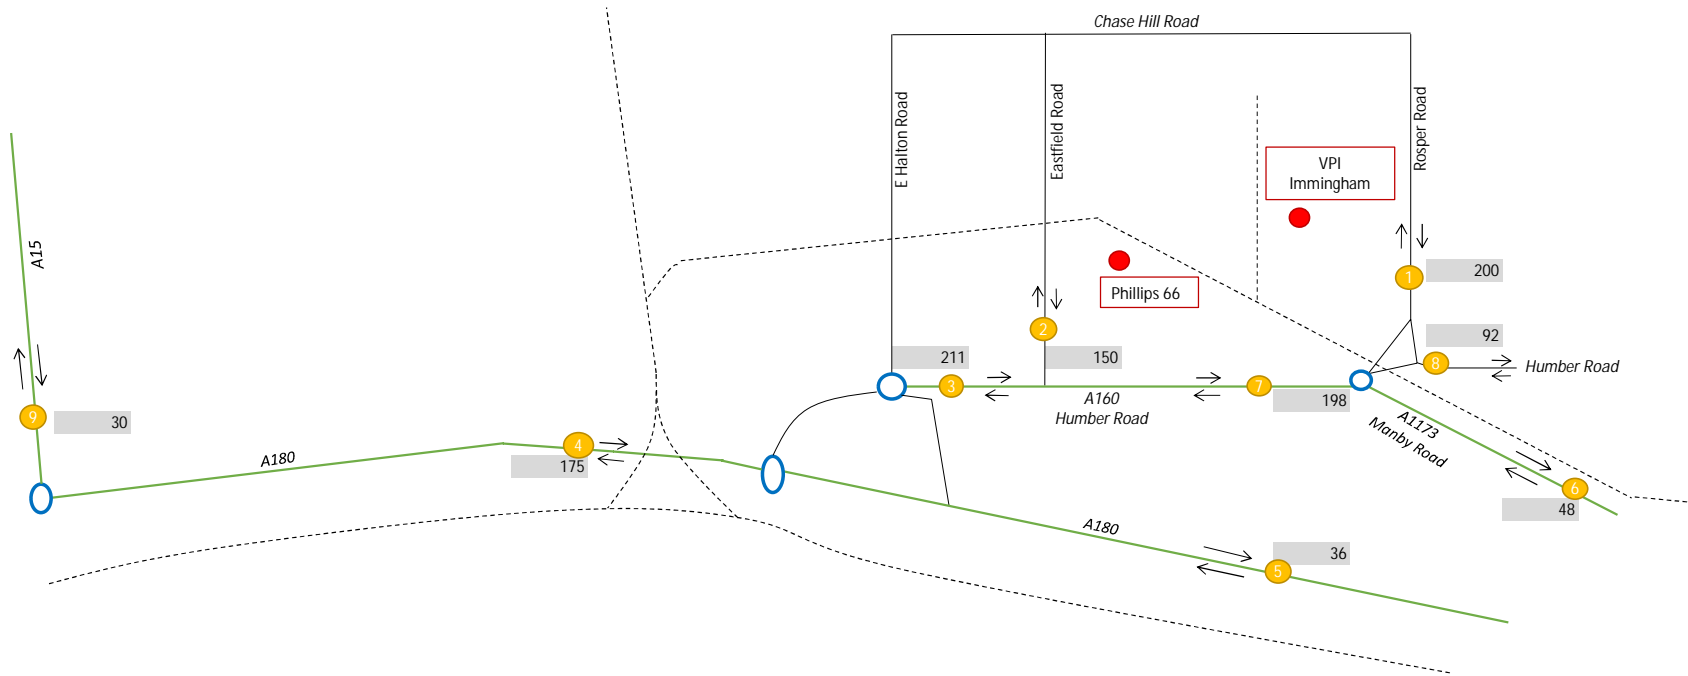 Chase Hill Road
E Halton Road
Eastfield Road
Rosper Road
VPI
Immingham
A15
Phillips 66
1
200
2
92
211
150
8
Humber Road
3
7
A160
Humber Road
198
9
30
A1173
Manby Road
4
A180
175
6
48
A180
36
5